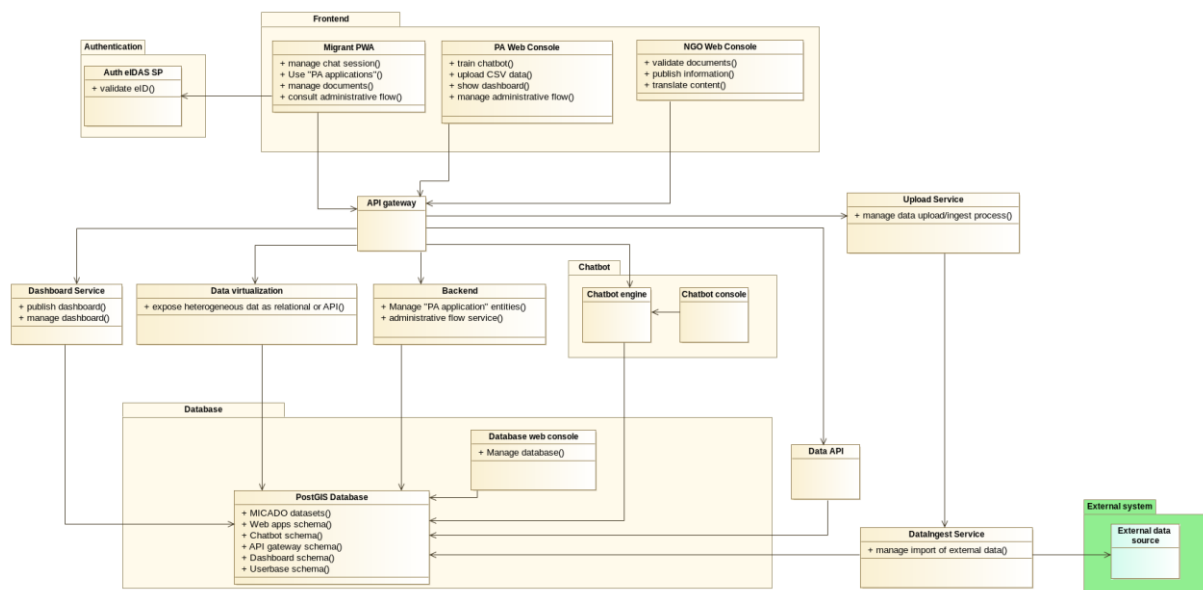 Frontend
Authentication
Migrant PWA
+ manage chat session()
+ Use "PA applications"()
+ manage documents()
+ consult administrative flow()
PA Web Console
+ train chatbot()
+ upload CSV data()
+ show dashboard()
+ manage administrative flow()
NGO Web Console
+ validate documents()
+ publish information()
+ translate content()
Auth eIDAS SP
+ validate eID()
API gateway
Upload Service
+ manage data upload/ingest process()
Dashboard Service
+ publish dashboard()
+ manage dashboard()
Data virtualization
+ expose heterogeneous dat as relational or API()
Backend
+ Manage "PA application" entities()
+ administrative flow service()
Chatbot
Chatbot engine
Chatbot console
Database
Database web console
+ Manage database()
Data API
PostGIS Database
+ MICADO datasets()
+ Web apps schema()
+ Chatbot schema()
+ API gateway schema()
+ Dashboard schema()
+ Userbase schema()
DataIngest Service
+ manage import of external data()
External system
External data
source